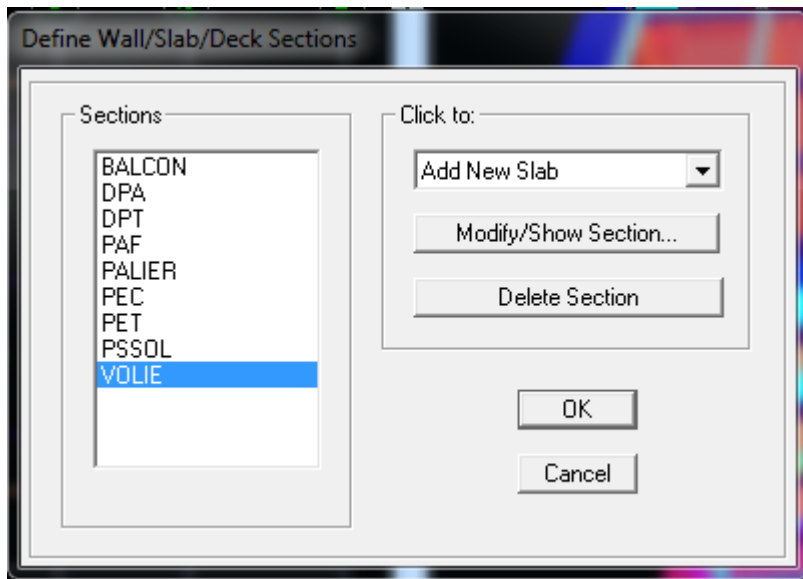 Define Wall/Slab/Deck Sections
Sections
BALCON
DPA
DPT
PAF
PALIER
PEC
PET
PSSOL
VOLIE
Click to:
Add New Slab
Modify/Show Section...
Delete Section
OK
Cancel